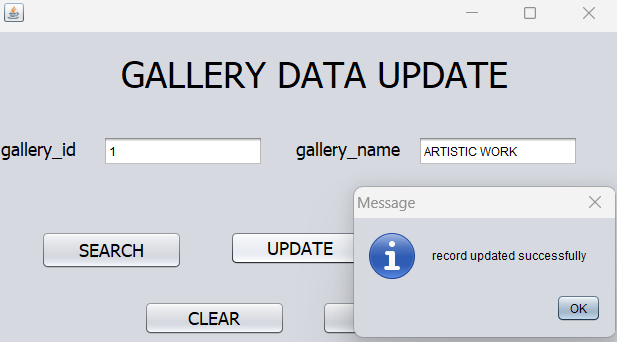 GALLERY DATA UPDATE
gallery_id 1 gallery_name ARTISTIC WORK
Message
record updated successfully
OK
SEARCH UPDATE
CLEAR